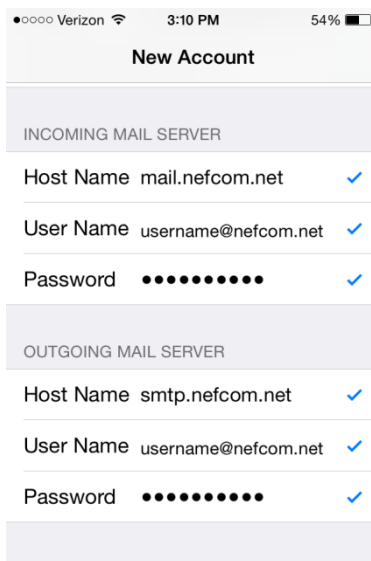 Verizon 3:10 PM 54%
New Account
INCOMING MAIL SERVER
Host Name mail.nefcom.net
User Name username@nefcom.net
Password ●●●●●●●●●●
OUTGOING MAIL SERVER
Host Name smtp.nefcom.net
User Name username@nefcom.net
Password ●●●●●●●●●●